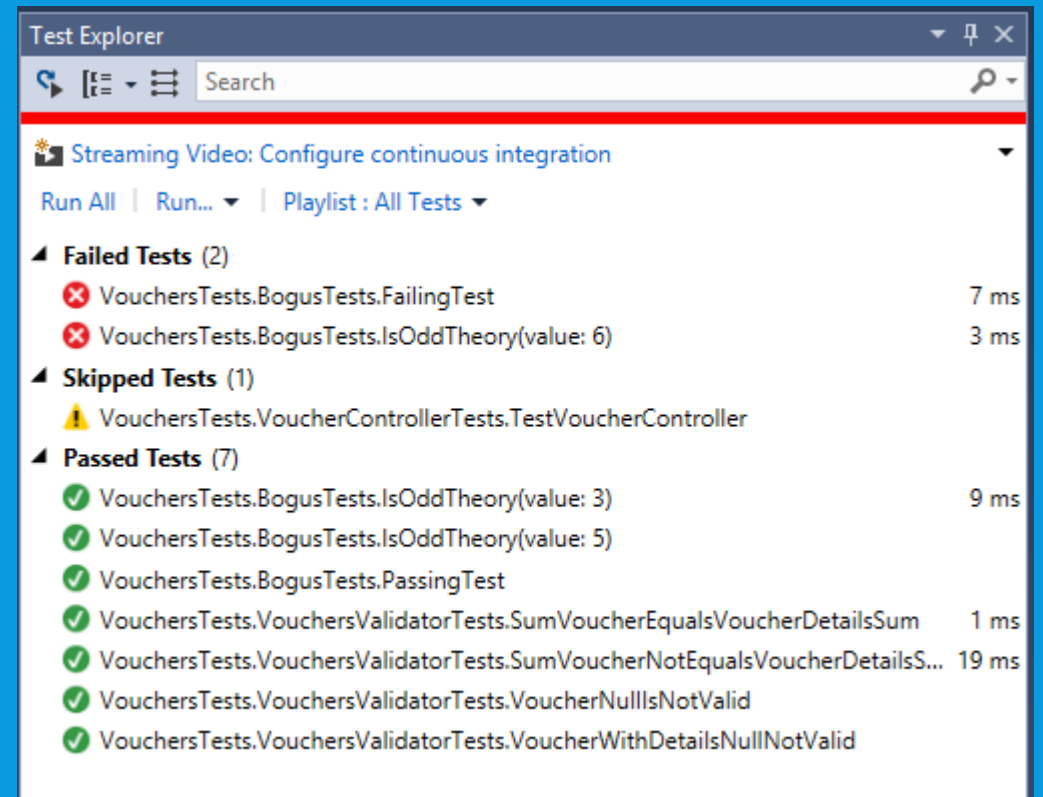 Test Explorer
Search
Streaming Video: Configure continuous integration
Run All | Run... | Playlist : All Tests
Failed Tests (2)
VouchersTests.BogusTests.FailingTest 7 ms
VouchersTests.BogusTests.IsOddTheory(value: 6) 3 ms
Skipped Tests (1)
VouchersTests.VoucherControllerTests.TestVoucherController
Passed Tests (7)
VouchersTests.BogusTests.IsOddTheory(value: 3) 9 ms
VouchersTests.BogusTests.IsOddTheory(value: 5)
VouchersTests.BogusTests.PassingTest
VouchersTests.VouchersValidatorTests.SumVoucherEqualsVoucherDetailsSum 1 ms
VouchersTests.VouchersValidatorTests.SumVoucherNotEqualsVoucherDetailsS... 19 ms
VouchersTests.VouchersValidatorTests.VoucherNullIsNotValid
VouchersTests.VouchersValidatorTests.VoucherWithDetailsNullNotValid